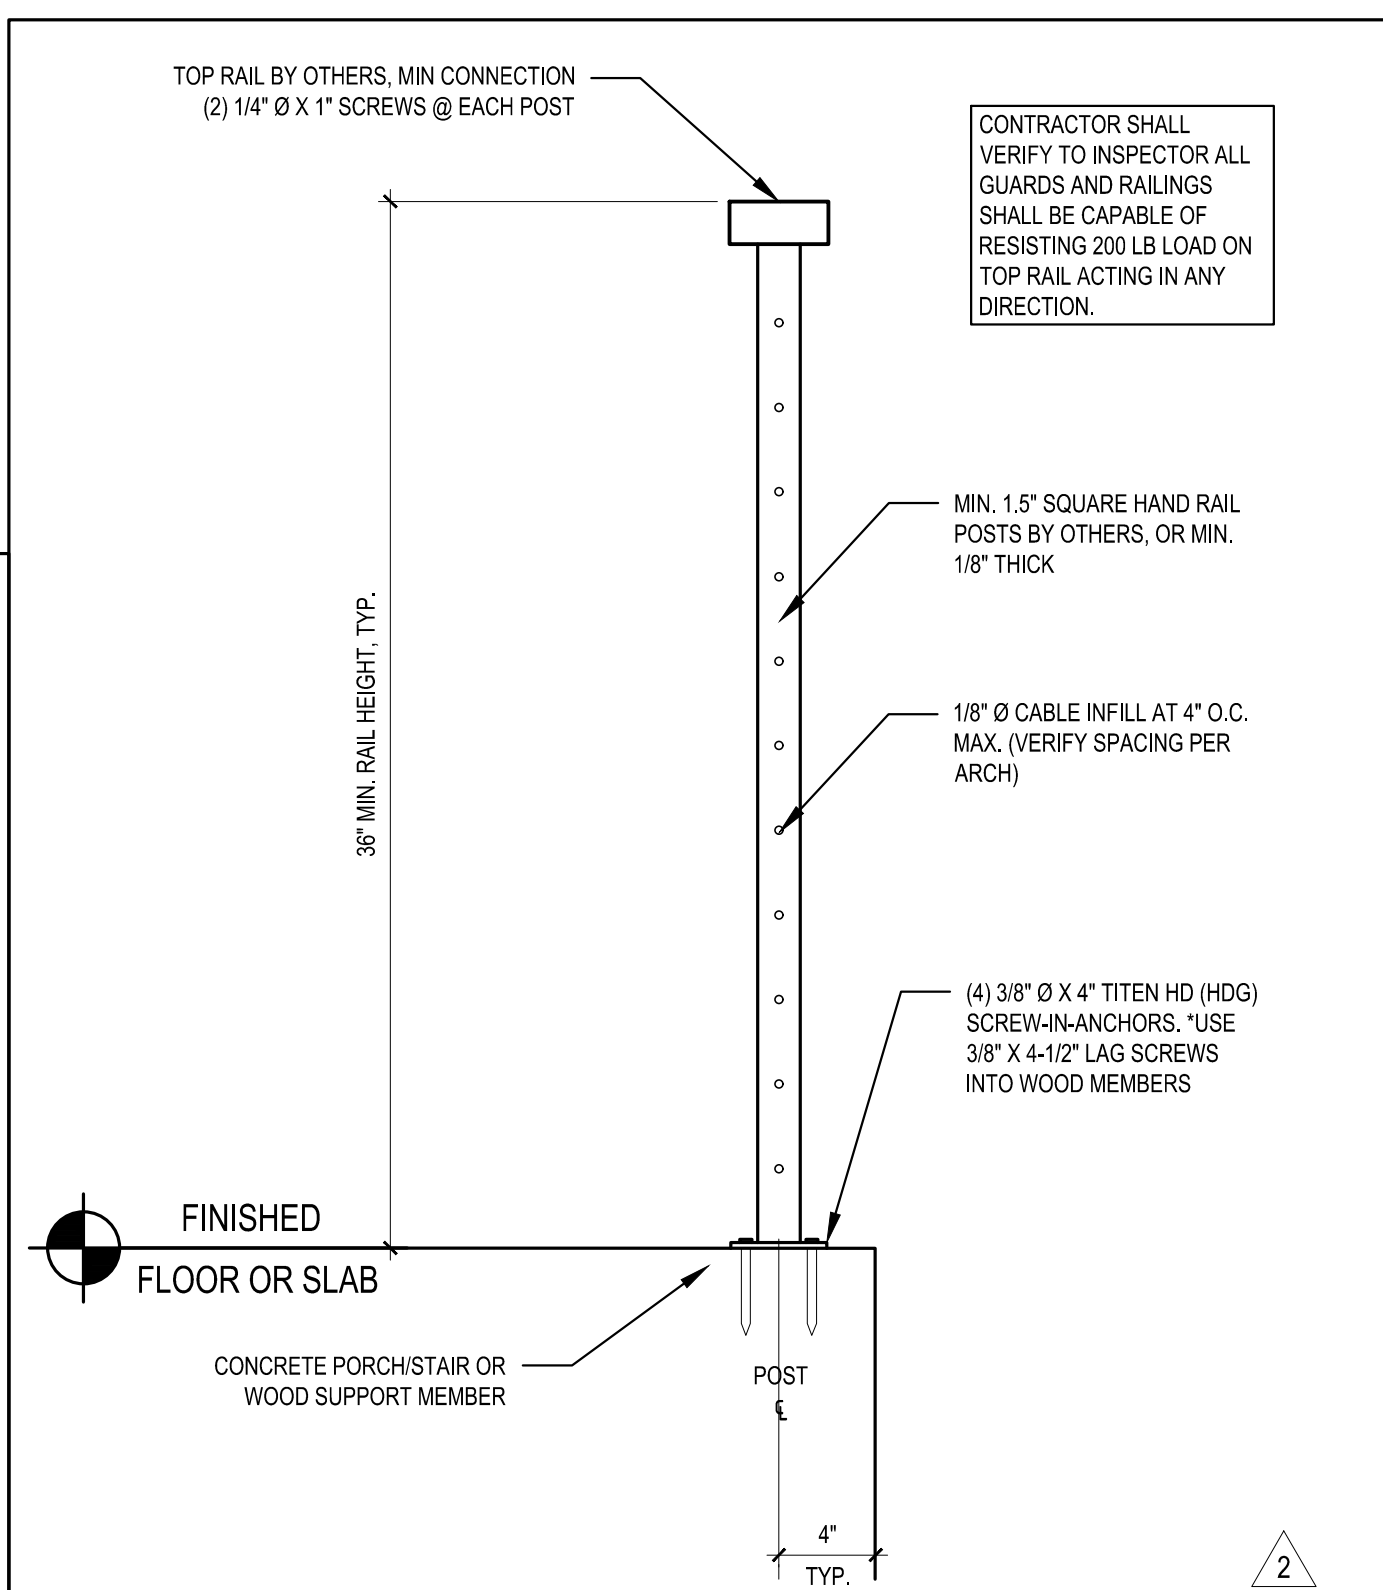 TOP RAIL BY OTHERS, MIN CONNECTION
(2) 1/4" Ø X 1" SCREWS @ EACH POST
CONTRACTOR SHALL
VERIFY TO INSPECTOR ALL
GUARDS AND RAILINGS
SHALL BE CAPABLE OF
RESISTING 200 LB LOAD ON
TOP RAIL ACTING IN ANY
DIRECTION.
MIN. 1.5" SQUARE HAND RAIL
POSTS BY OTHERS, OR MIN.
1/8" THICK
36" MIN. RAIL HEIGHT, TYP.
1/8" Ø CABLE INFILL AT 4" O.C.
MAX. (VERIFY SPACING PER
ARCH)
(4) 3/8" Ø X 4" TITEN HD (HDG)
SCREW-IN-ANCHORS. *USE
3/8" X 4-1/2" LAG SCREWS
INTO WOOD MEMBERS
FINISHED
FLOOR OR SLAB
CONCRETE PORCH/STAIR OR
WOOD SUPPORT MEMBER
POST
℄
4"
TYP.
2